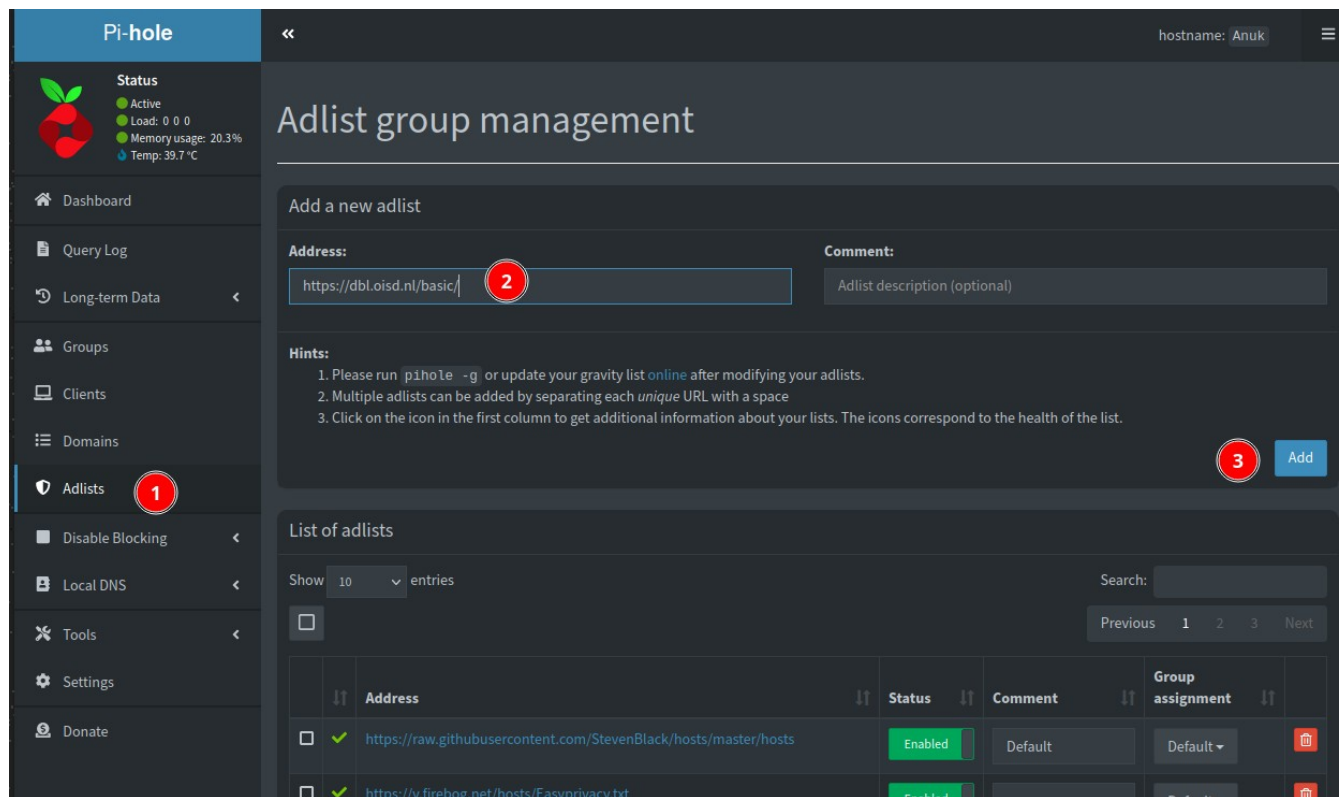 Pi-hole
hostname: Anuk
Status
Active
Load: 0 0 0
Memory usage: 20.3%
Temp: 39.7 °C
Dashboard
Query Log
Long-term Data
Groups
Clients
Domains
Adlists
1
Disable Blocking
Local DNS
Tools
Settings
Donate
Adlist group management
Add a new adlist
Address:
Comment:
https://dbl.oisd.nl/basic/
2
Adlist description (optional)
Hints:
1. Please run pihole -g or update your gravity list online after modifying your adlists.
2. Multiple adlists can be added by separating each unique URL with a space
3. Click on the icon in the first column to get additional information about your lists. The icons correspond to the health of the list.
3
Add
List of adlists
Show 10 entries
Search:
Previous 1 2 3 Next
Address Status Comment Group assignment
https://raw.githubusercontent.com/StevenBlack/hosts/master/hosts Enabled Default Default
https://v.firebog.net/hosts/Easyprivacy.txt Enabled